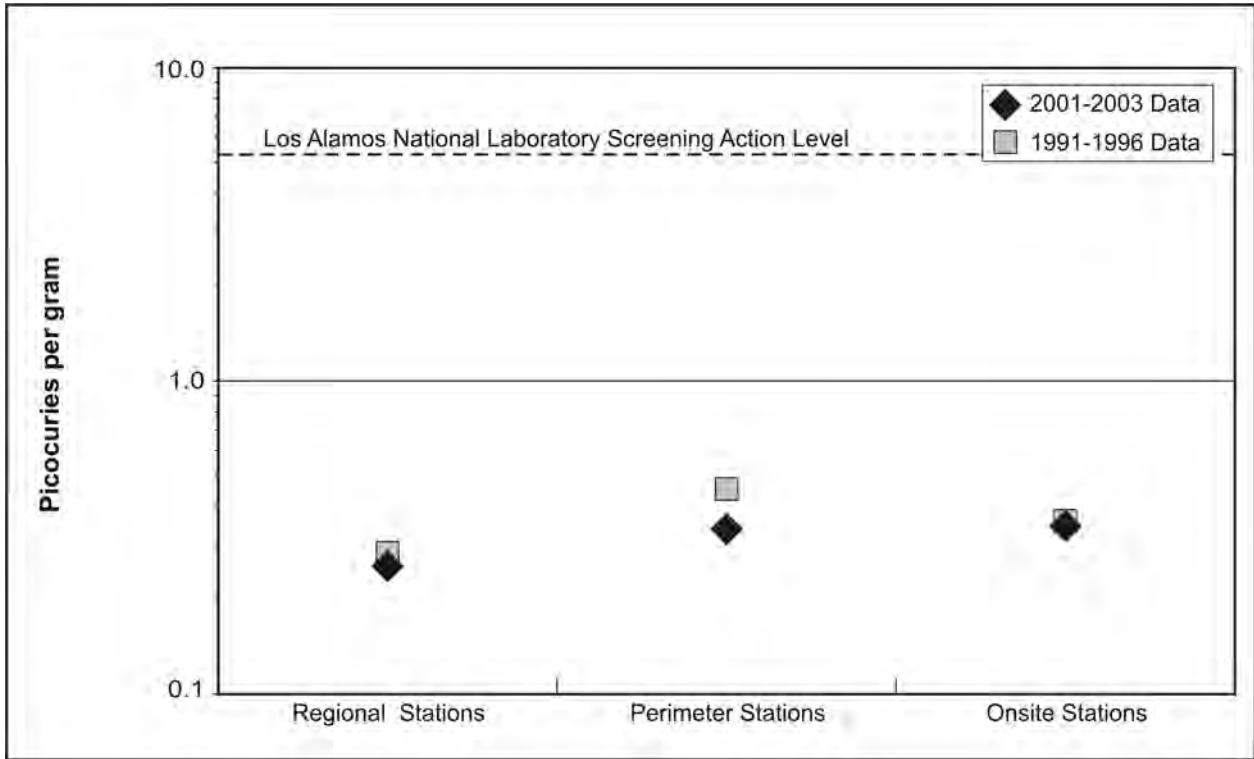 10.0
2001-2003 Data
Los Alamos National Laboratory Screening Action Level
1991-1996 Data
Picocuries per gram
1.0
0.1
Regional Stations
Perimeter Stations
Onsite Stations